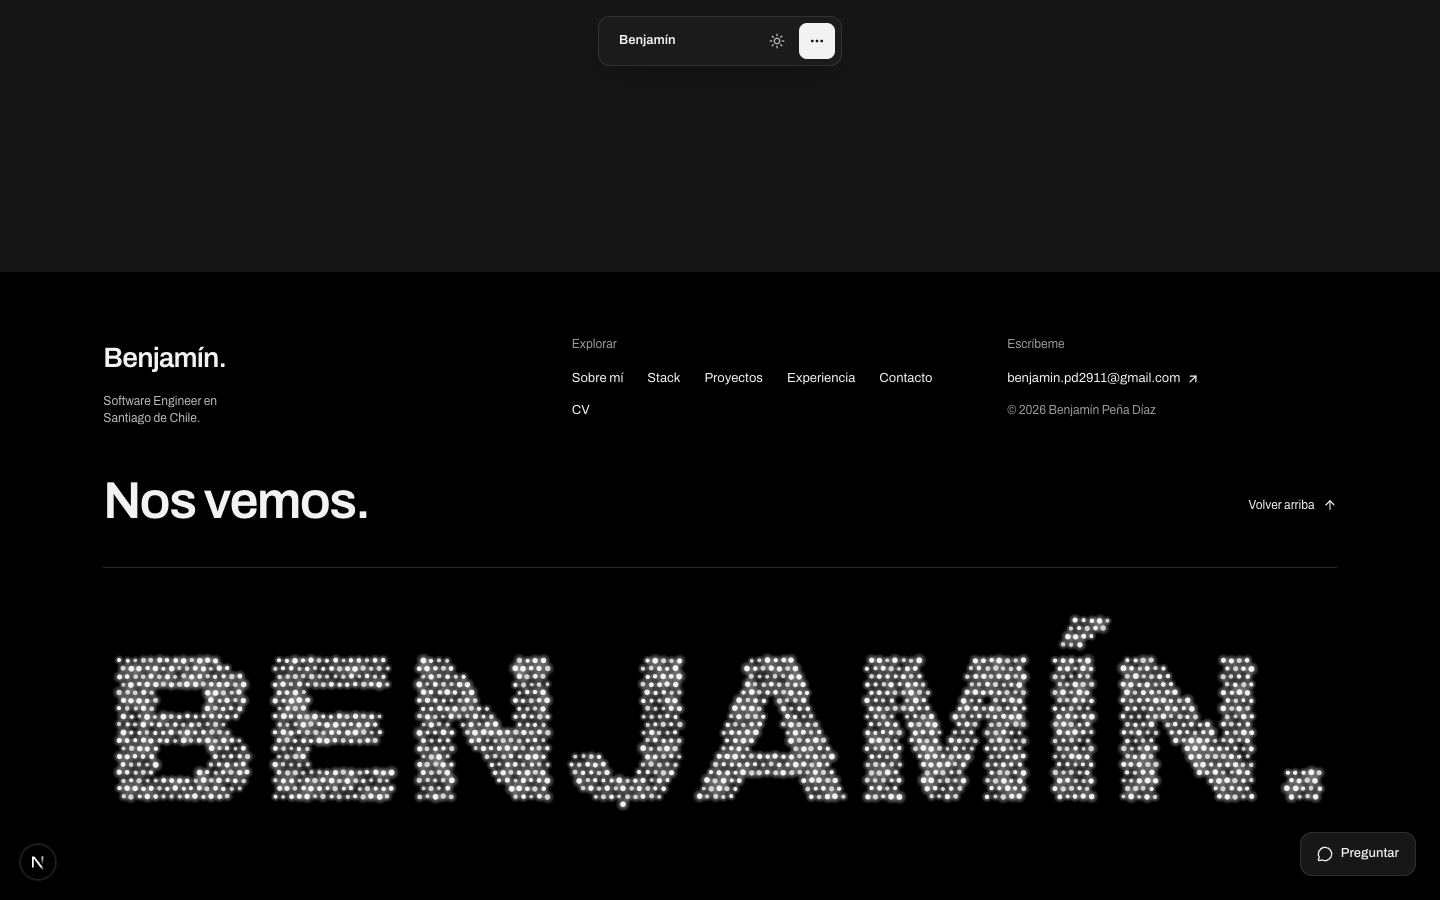 Benjamín
Benjamín.
Software Engineer en
Santiago de Chile.
Explorar
Sobre mí Stack Proyectos Experiencia Contacto
CV
Escríbeme
benjamin.pd2911@gmail.com
© 2026 Benjamín Peña Díaz
Nos vemos.
Volver arriba
BENJAMÍN.
N
Preguntar